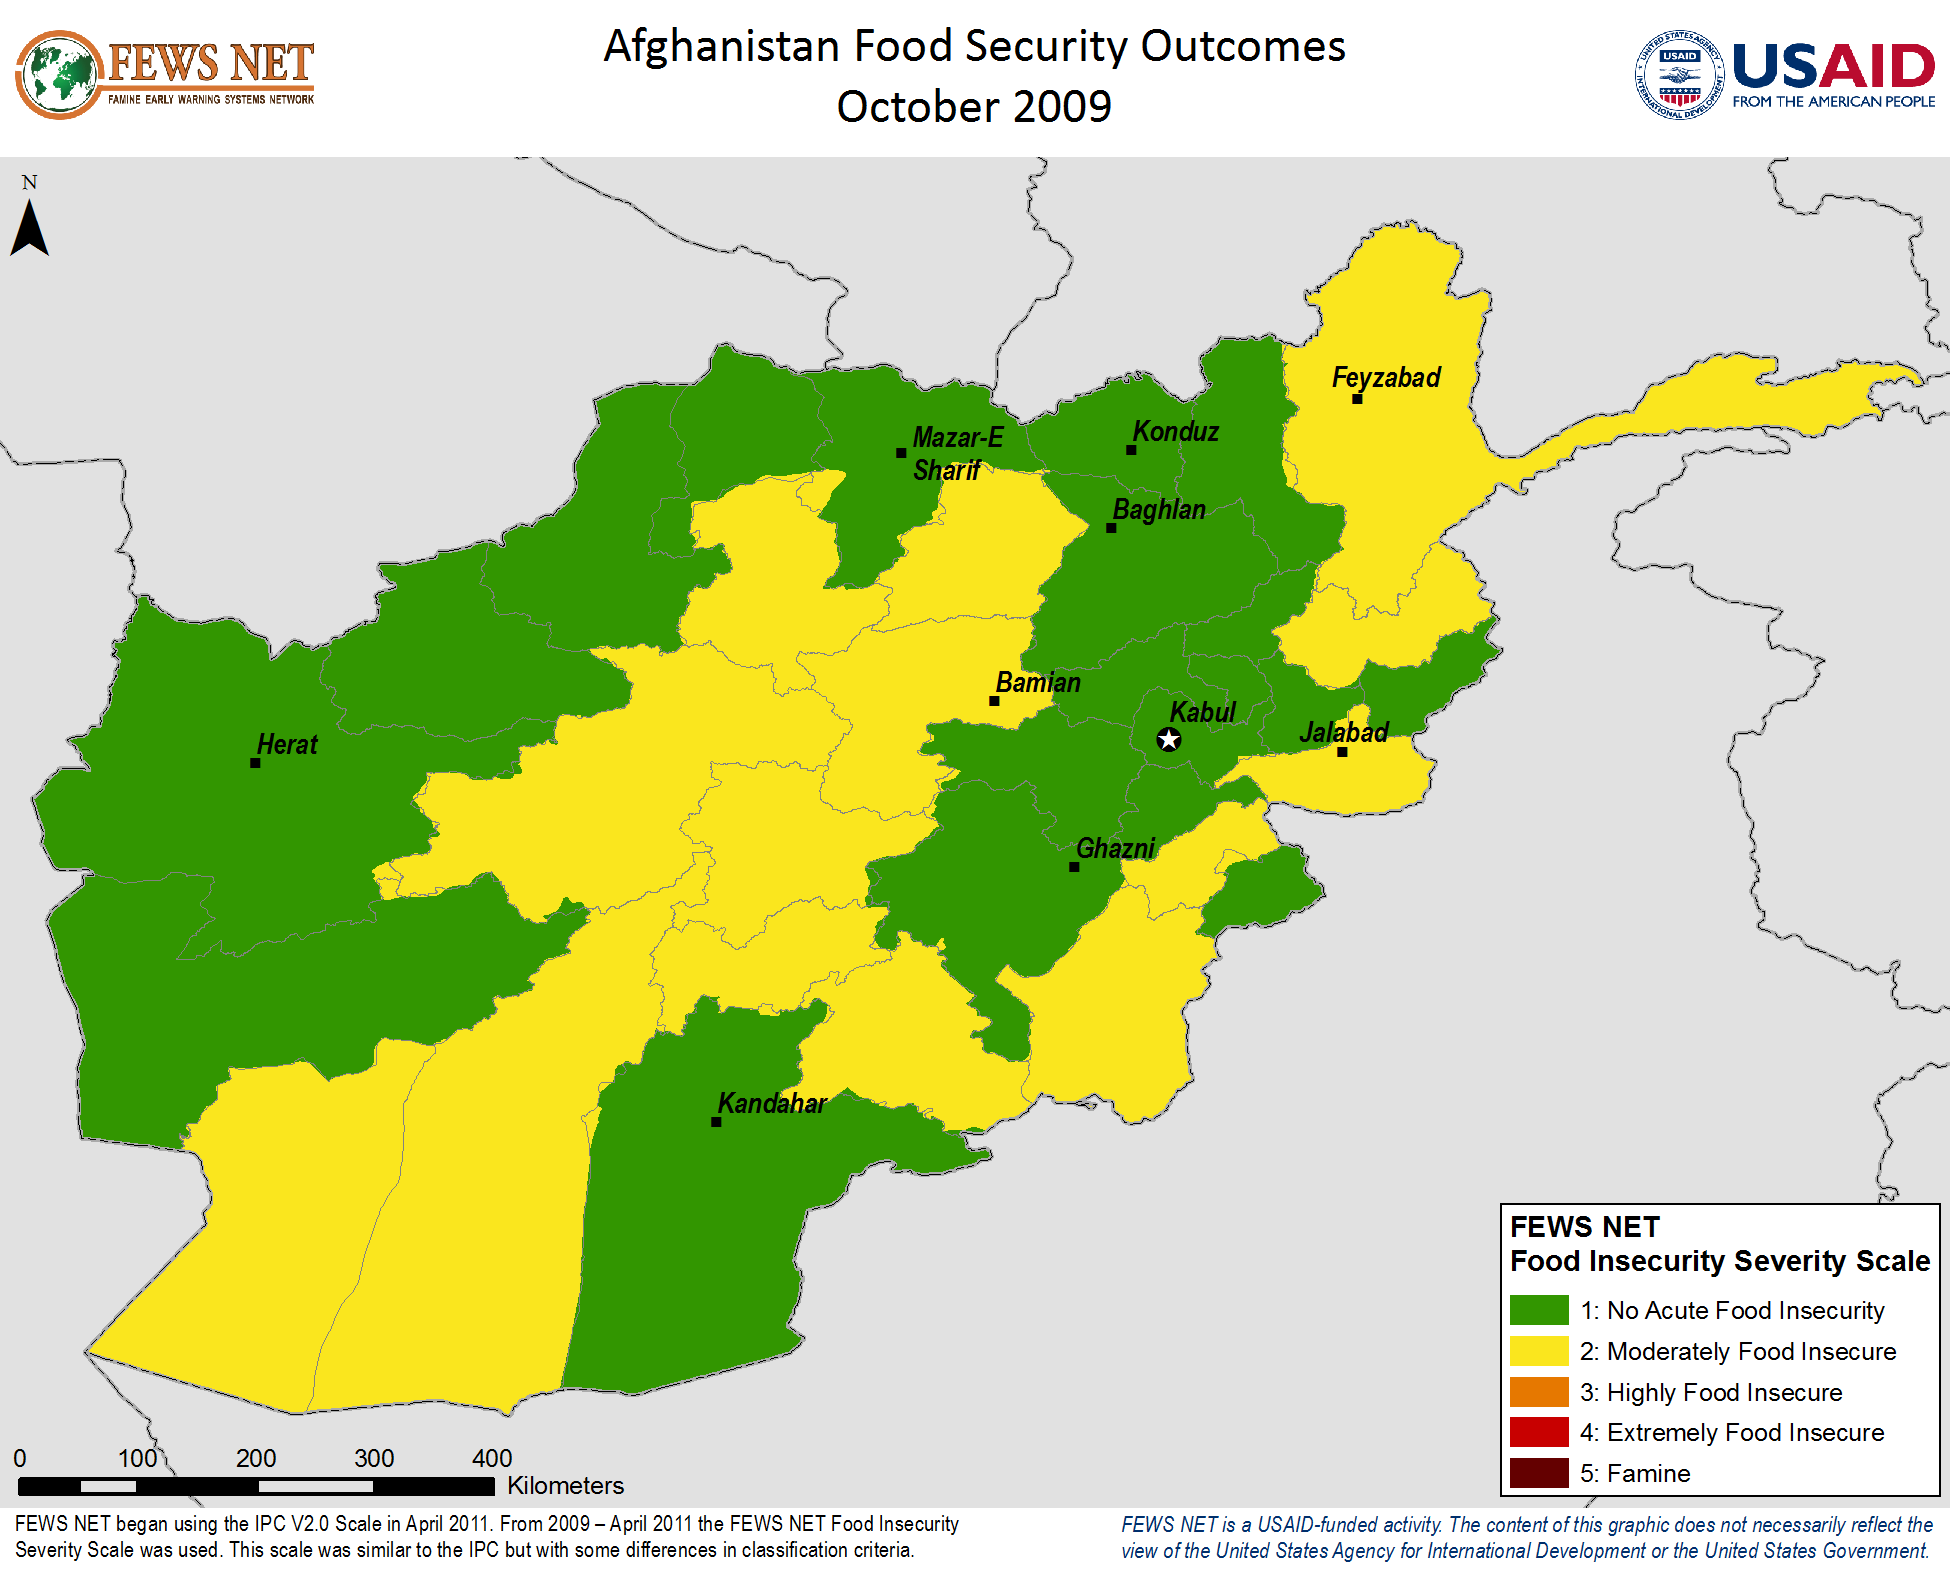 FEWS NET
FAMINE EARLY WARNING SYSTEMS NETWORK
Afghanistan Food Security Outcomes
October 2009
UNITED STATES AGENCY
USAID
INTERNATIONAL DEVELOPMENT
USAID
FROM THE AMERICAN PEOPLE
N
Feyzabad
Mazar-E
Sharif
Konduz
Baghlan
Bamian
Kabul
Herat
Jalabad
Ghazni
Kandahar
FEWS NET
Food Insecurity Severity Scale
1: No Acute Food Insecurity
2: Moderately Food Insecure
3: Highly Food Insecure
4: Extremely Food Insecure
5: Famine
0 100 200 300 400
Kilometers
FEWS NET began using the IPC V2.0 Scale in April 2011. From 2009 – April 2011 the FEWS NET Food Insecurity
Severity Scale was used. This scale was similar to the IPC but with some differences in classification criteria.
FEWS NET is a USAID-funded activity. The content of this graphic does not necessarily reflect the
view of the United States Agency for International Development or the United States Government.